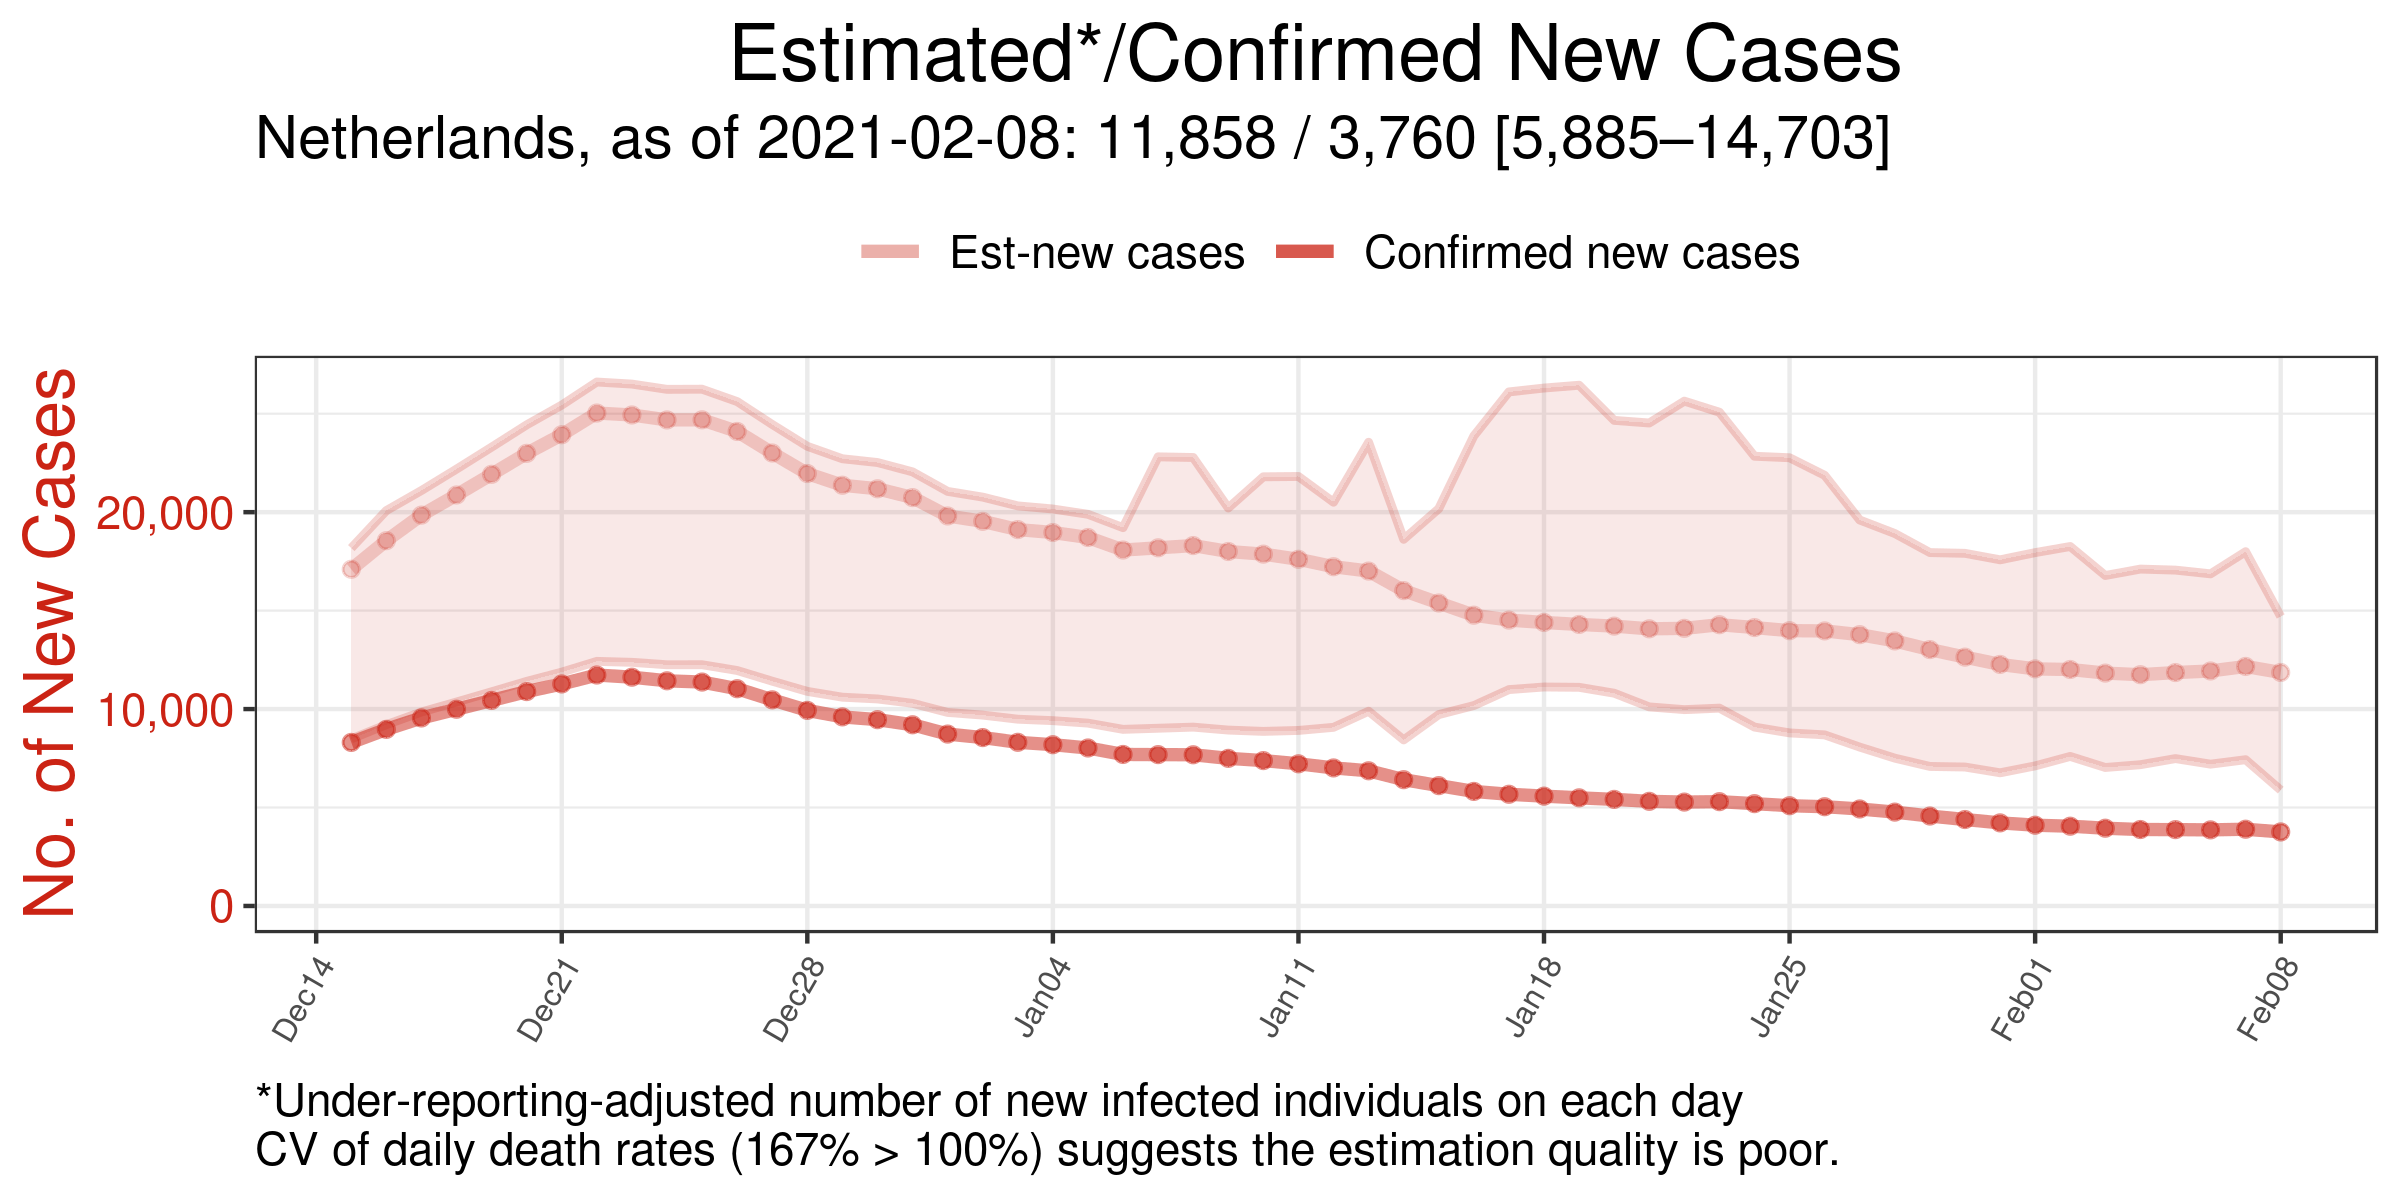 Estimated*/Confirmed New Cases
Netherlands, as of 2021-02-08: 11,858 / 3,760 [5,885–14,703]
Est-new cases
Confirmed new cases
No. of New Cases
20,000
10,000
0
Dec14
Dec21
Dec28
Jan04
Jan11
Jan18
Jan25
Feb01
Feb08
*Under-reporting-adjusted number of new infected individuals on each day
CV of daily death rates (167% > 100%) suggests the estimation quality is poor.